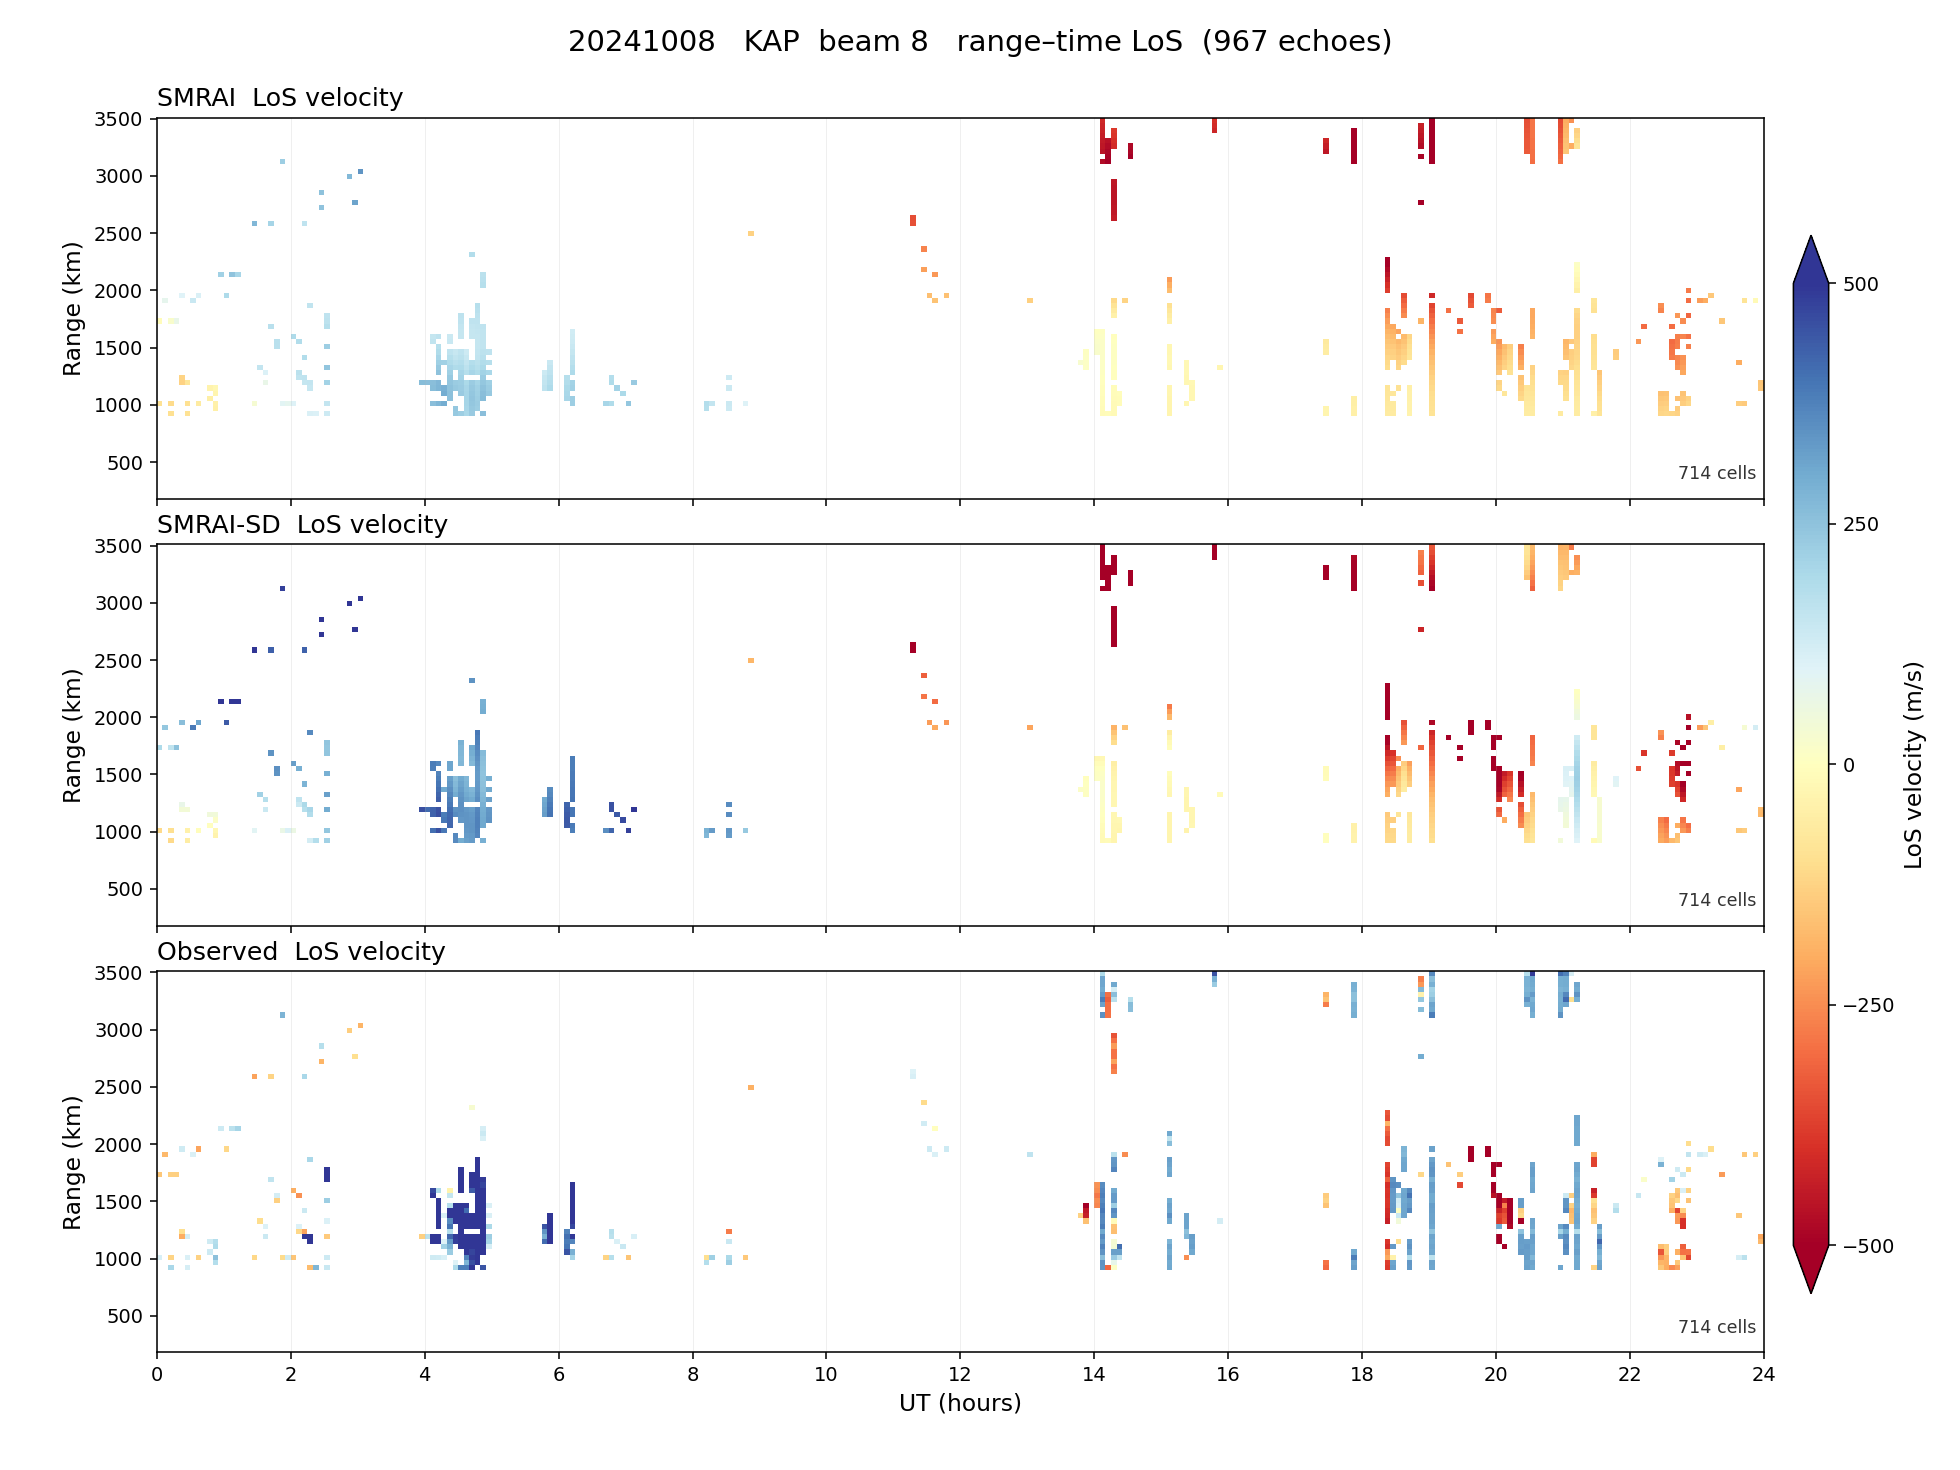 20241008   KAP  beam 8   range–time LoS  (967 echoes)
SMRAI  LoS velocity
3500
3000
2500
2000
1500
1000
500
Range (km)
714 cells
SMRAI-SD  LoS velocity
3500
3000
2500
2000
1500
1000
500
Range (km)
714 cells
Observed  LoS velocity
3500
3000
2500
2000
1500
1000
500
Range (km)
714 cells
0 2 4 6 8 10 12 14 16 18 20 22 24
UT (hours)
500
250
0
−250
−500
LoS velocity (m/s)